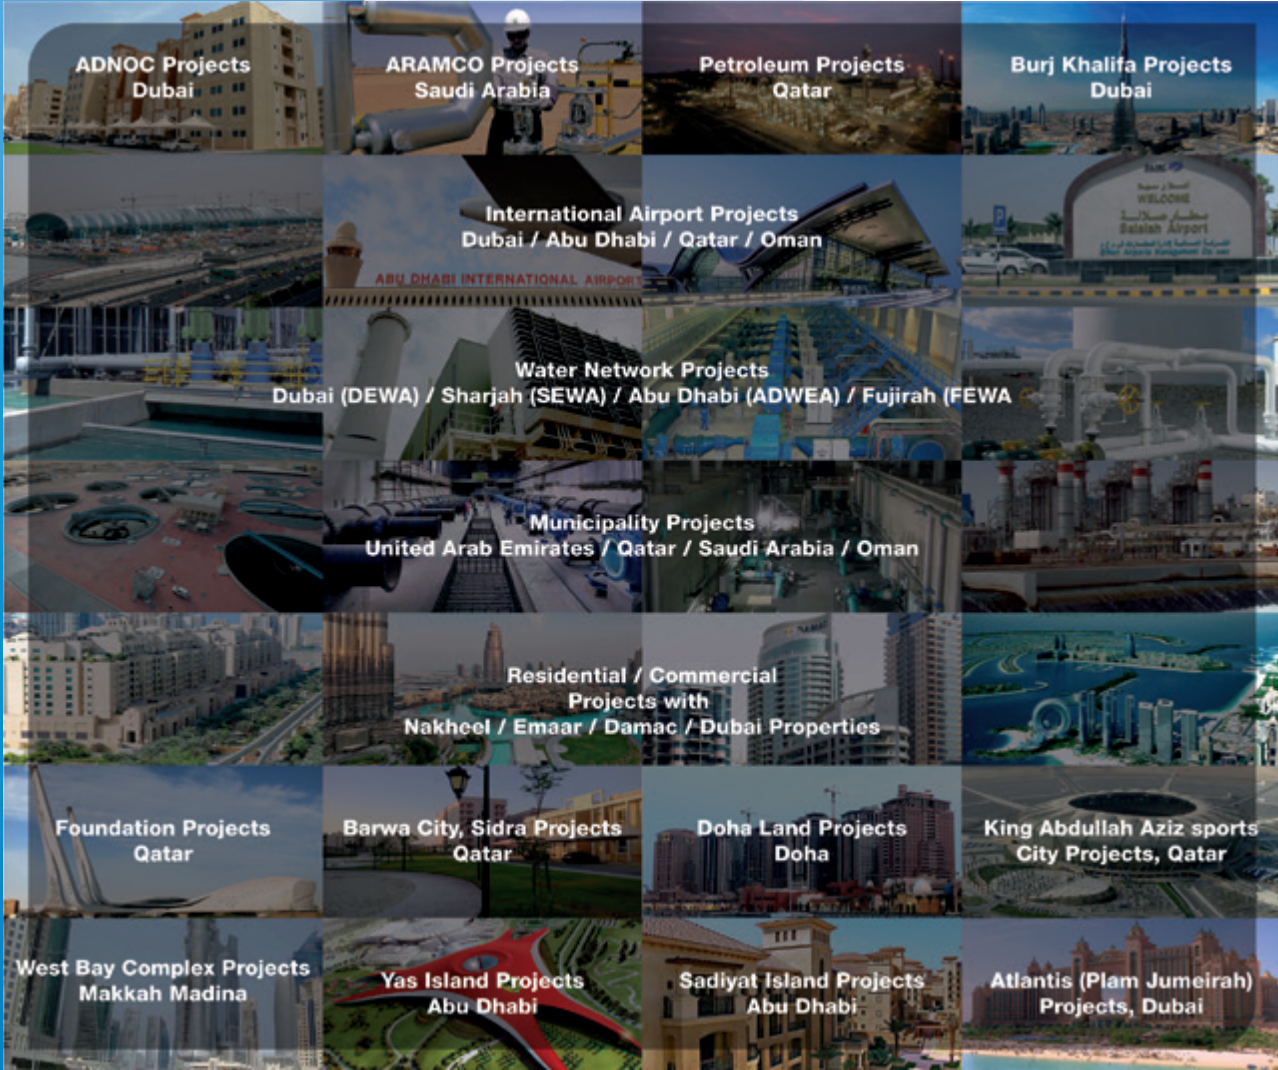 ADNOC Projects
Dubai
ARAMCO Projects
Saudi Arabia
Petroleum Projects
Qatar
Burj Khalifa Projects
Dubai
International Airport Projects
Dubai / Abu Dhabi / Qatar / Oman
ABU DHABI INTERNATIONAL AIRPORT
WELCOME
مطار صلالة
Salalah Airport
Water Network Projects
Dubai (DEWA) / Sharjah (SEWA) / Abu Dhabi (ADWEA) / Fujirah (FEWA
Municipality Projects
United Arab Emirates / Qatar / Saudi Arabia / Oman
Residential / Commercial
Projects with
Nakheel / Emaar / Damac / Dubai Properties
Foundation Projects
Qatar
Barwa City, Sidra Projects
Qatar
Doha Land Projects
Doha
King Abdullah Aziz sports
City Projects, Qatar
West Bay Complex Projects
Makkah Madina
Yas Island Projects
Abu Dhabi
Sadiyat Island Projects
Abu Dhabi
Atlantis (Plam Jumeirah)
Projects, Dubai